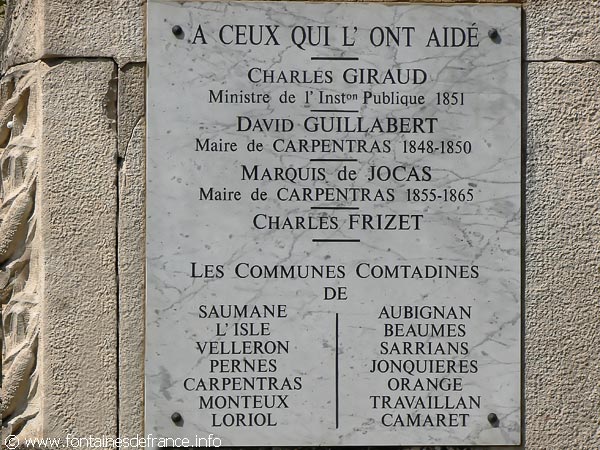 A CEUX QUI L' ONT AIDÉ
CHARLES GIRAUD
Ministre de l'Inston Publique 1851
DAVID GUILLABERT
Maire de CARPENTRAS 1848-1850
MARQUIS de JOCAS
Maire de CARPENTRAS 1855-1865
CHARLES FRIZET
LES COMMUNES COMTADINES
DE
SAUMANE
L'ISLE
VELLERON
PERNES
CARPENTRAS
MONTEUX
LORIOL
AUBIGNAN
BEAUMES
SARRIANS
JONQUIERES
ORANGE
TRAVAILLAN
CAMARET
© www.fontainesdefrance.info